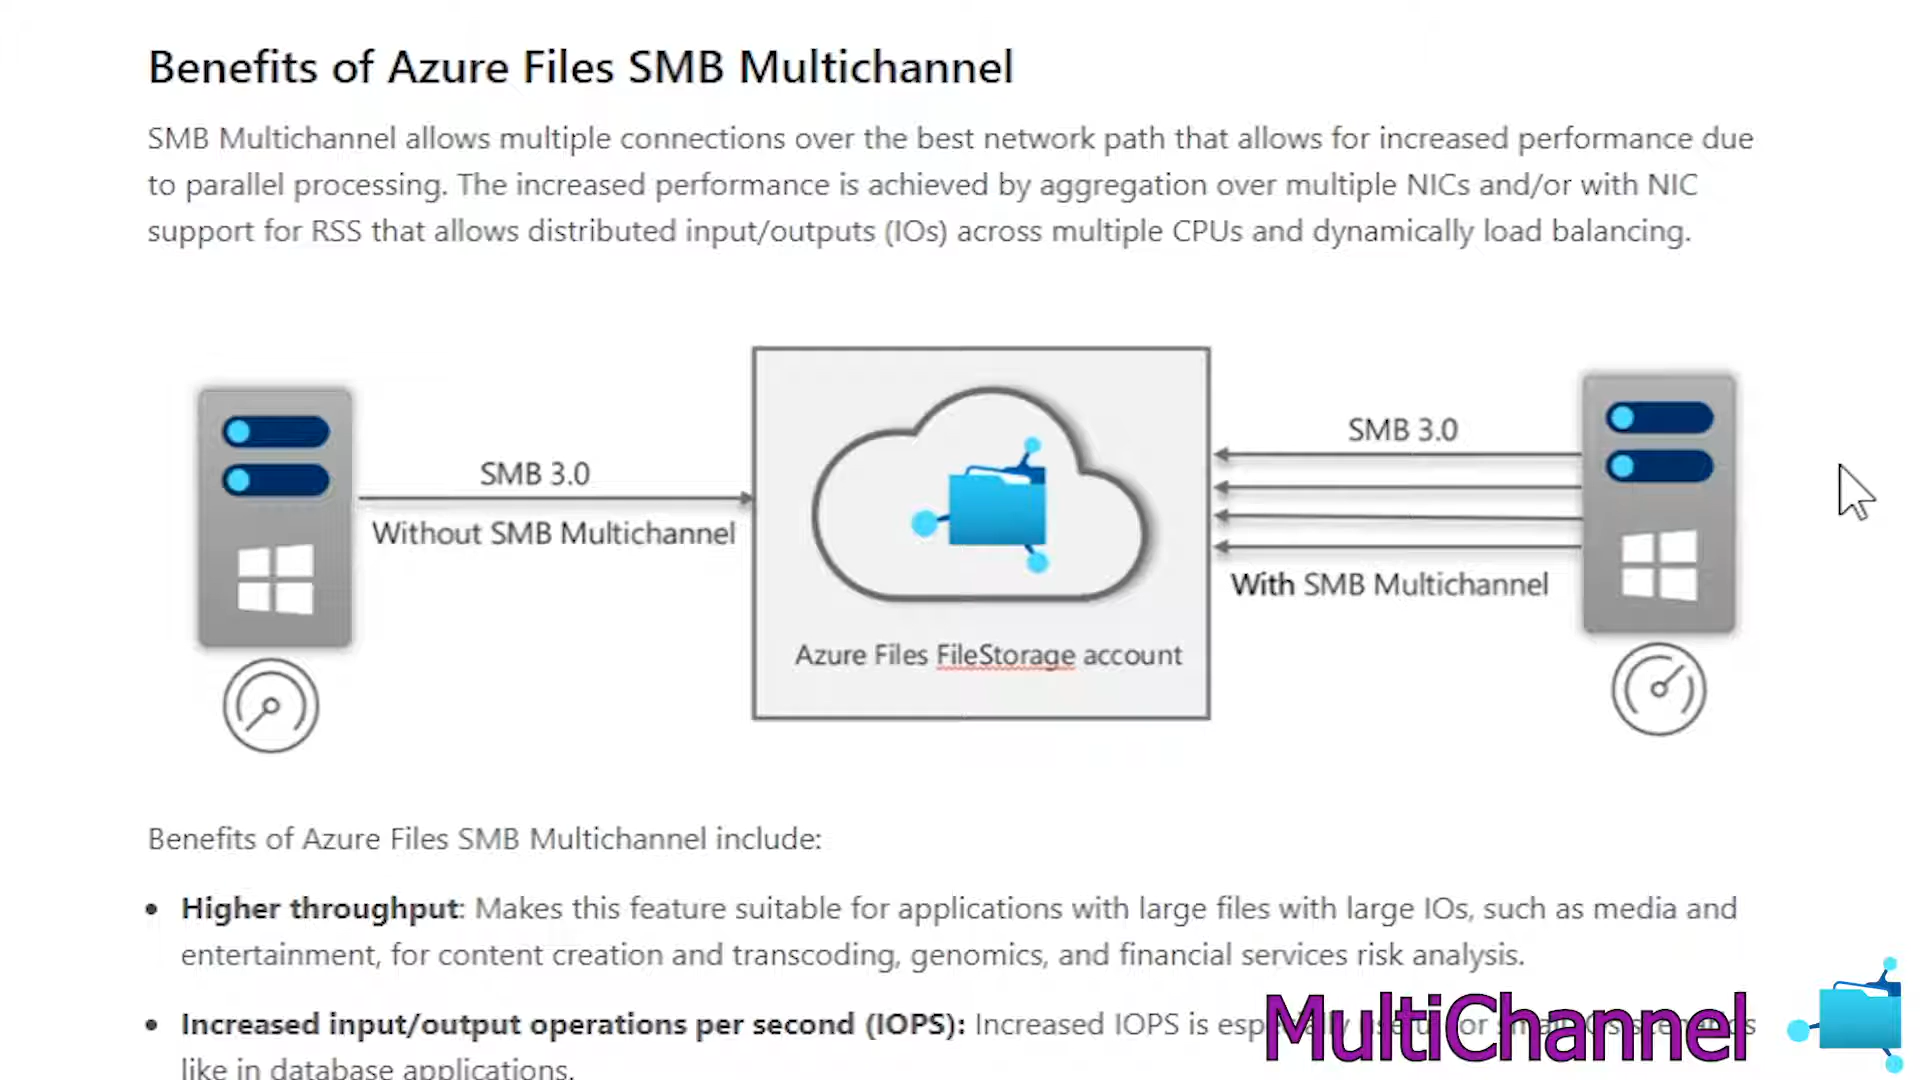 Benefits of Azure Files SMB Multichannel
SMB Multichannel allows multiple connections over the best network path that allows for increased performance due
to parallel processing. The increased performance is achieved by aggregation over multiple NICs and/or with NIC
support for RSS that allows distributed input/outputs (IOs) across multiple CPUs and dynamically load balancing.
SMB 3.0
Without SMB Multichannel
Azure Files FileStorage account
SMB 3.0
With SMB Multichannel
Benefits of Azure Files SMB Multichannel include:
• Higher throughput: Makes this feature suitable for applications with large files with large IOs, such as media and
entertainment, for content creation and transcoding, genomics, and financial services risk analysis.
• Increased input/output operations per second (IOPS): Increased IOPS is especially
like in database applications.
MultiChannel